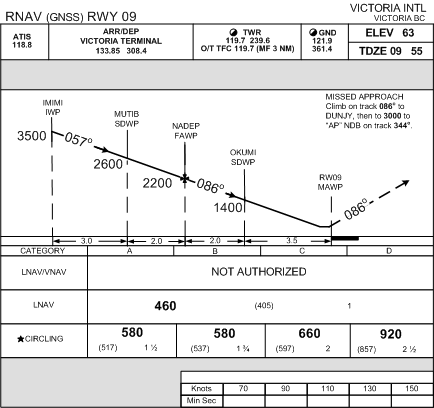 RNAV (GNSS) RWY 09
VICTORIA INTL
VICTORIA BC
ATIS
118.8
ARR/DEP
VICTORIA TERMINAL
133.85 308.4
TWR
119.7 239.6
O/T TFC 119.7 (MF 3 NM)
GND
121.9
361.4
ELEV 63
TDZE 09 55
MISSED APPROACH
Climb on track 086° to
DUNJY, then to 3000 to
"AP" NDB on track 344°.
IMIMI
IWP
MUTIB
SDWP
NADEP
FAWP
OKUMI
SDWP
RW09
MAWP
3500
057°
2600
2200
086°
1400
086°
3.0 2.0 2.0 3.5
CATEGORY A B C D
LNAV/VNAV NOT AUTHORIZED
LNAV 460 (405) 1
★CIRCLING 580 580 660 920
(517) 1 ½ (537) 1 ¾ (597) 2 (857) 2 ½
Knots 70 90 110 130 150
Min Sec